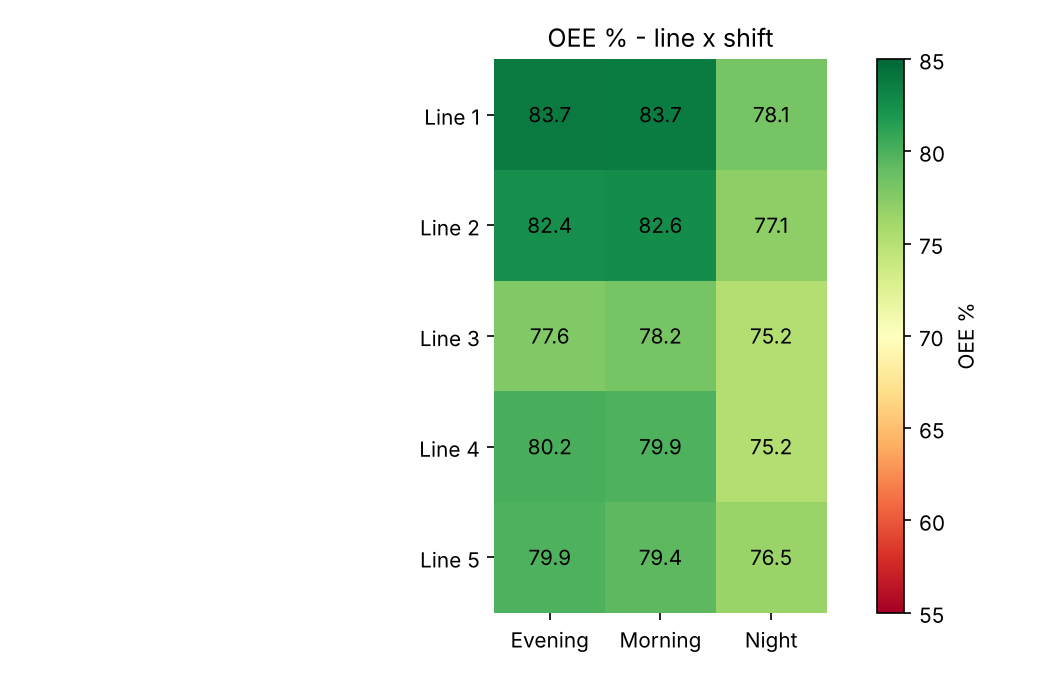 OEE % - line x shift
Line 1 83.7 83.7 78.1
Line 2 82.4 82.6 77.1
Line 3 77.6 78.2 75.2
Line 4 80.2 79.9 75.2
Line 5 79.9 79.4 76.5
Evening Morning Night
85
80
75
70
65
60
55
OEE %